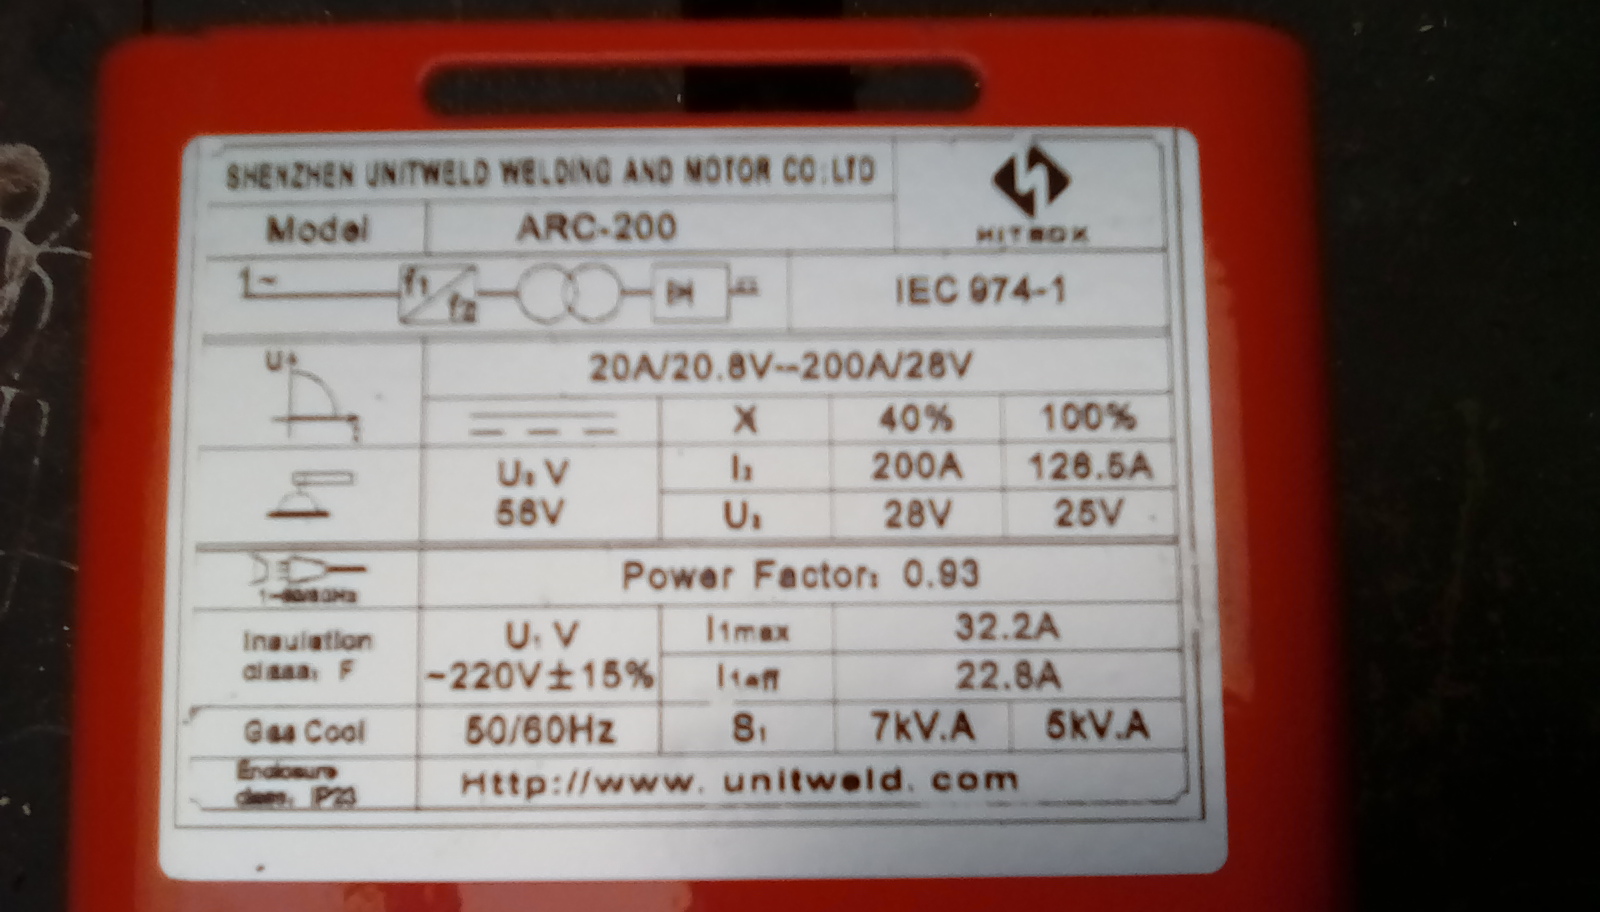 SHENZHEN UNITWELD WELDING AND MOTOR CO;LTD
HITBOX
Model ARC-200
1~ f1 f2 IEC 974-1
U 20A/20.8V--200A/28V
X 40% 100%
U₀ V I₂ 200A 126.5A
56V U₂ 28V 25V
Power Factor: 0.93
U₁ V I1max 32.2A
Insulation class: F ~220V±15% I1eff 22.8A
Gas Cool 50/60Hz S₁ 7kV.A 5kV.A
Enclosure class: IP23 Http://www. unitweld. com